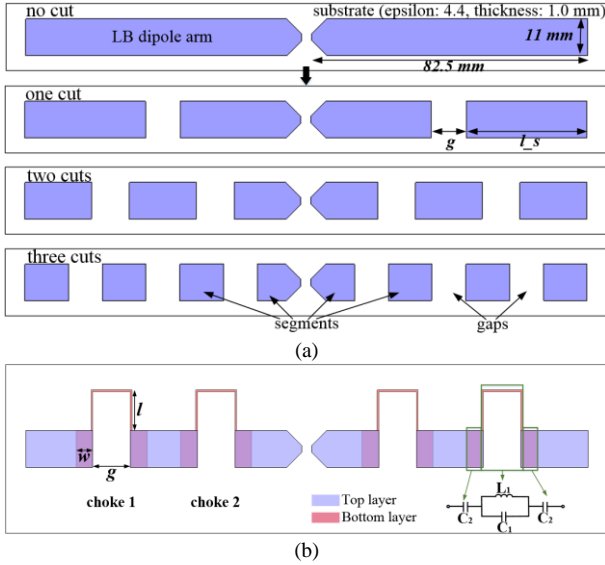 no cut
substrate (epsilon: 4.4, thickness: 1.0 mm)
LB dipole arm
11 mm
82.5 mm
one cut
g
l_s
two cuts
three cuts
segments
gaps
(a)
l
w
g
choke 1
choke 2
Top layer
Bottom layer
L1
C2
C1
C2
(b)